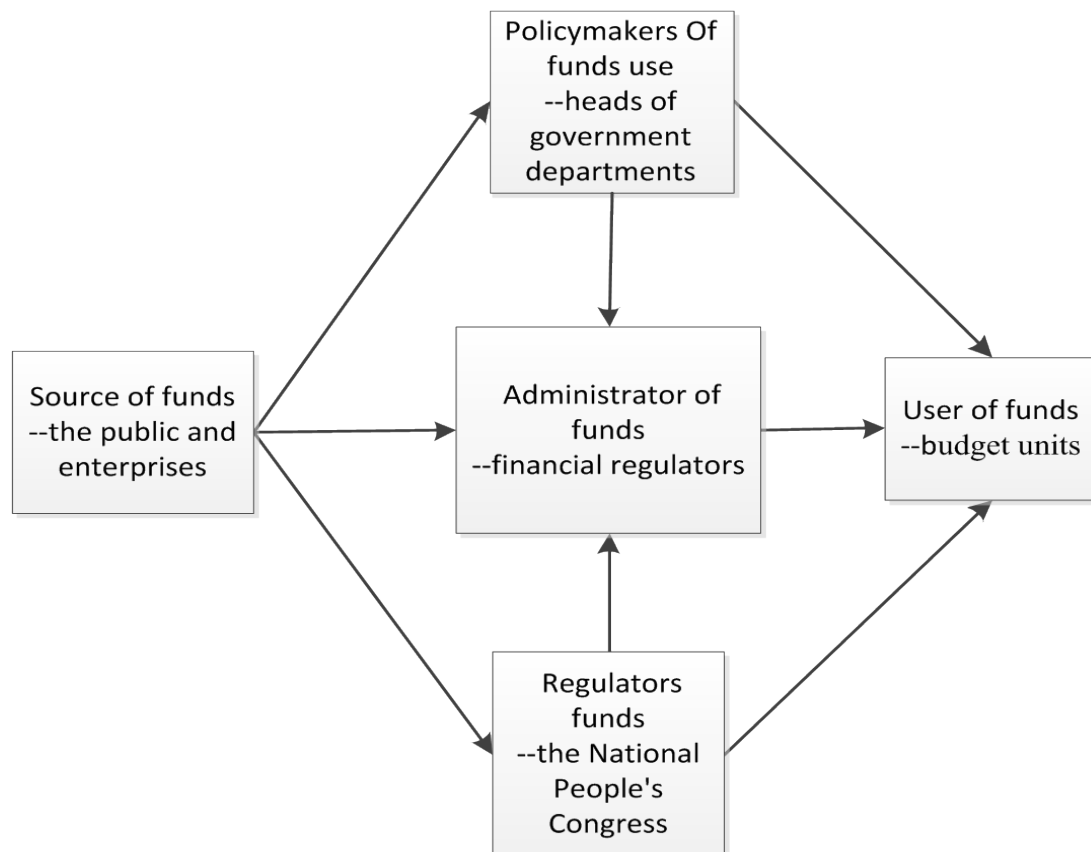 Policymakers Of
funds use
--heads of
government
departments
Source of funds
--the public and
enterprises
Administrator of
funds
--financial regulators
User of funds
--budget units
Regulators
funds
--the National
People's
Congress